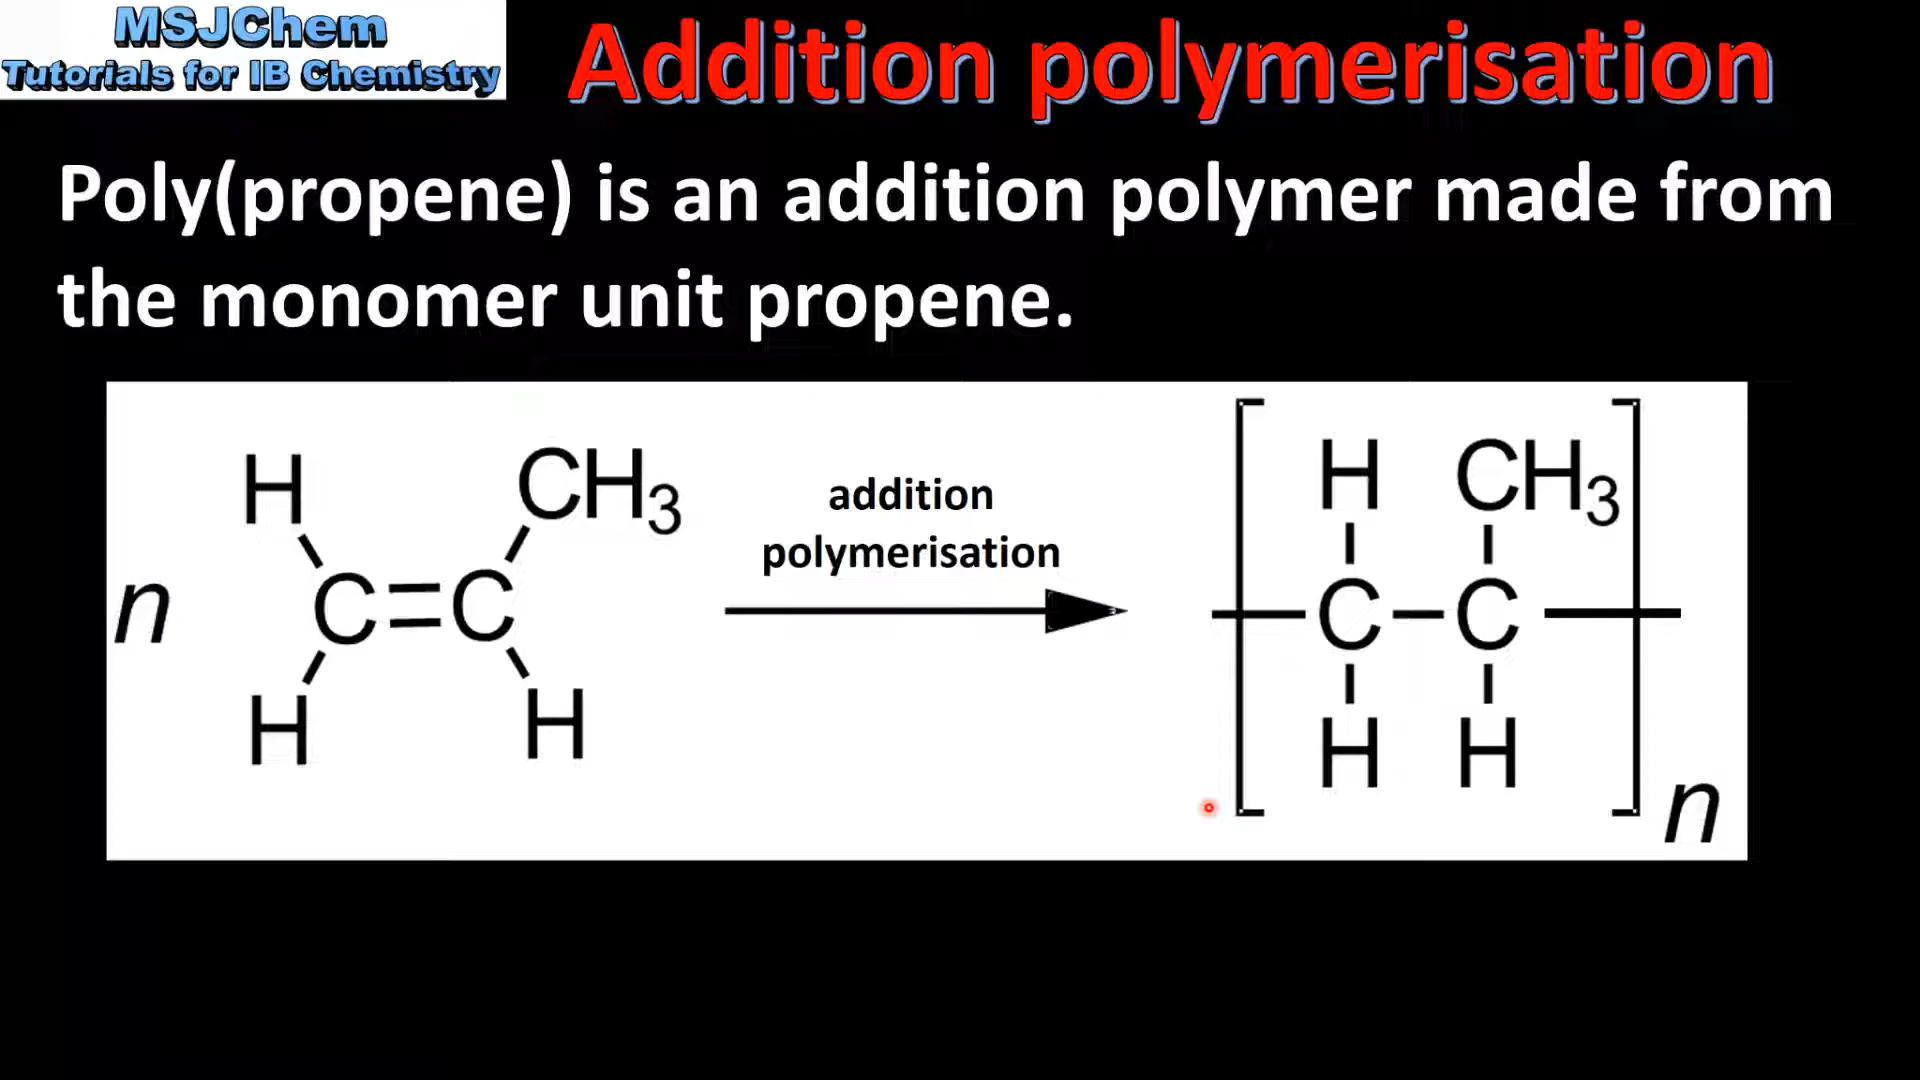 MSJChem
Tutorials for IB Chemistry
Addition polymerisation
Poly(propene) is an addition polymer made from
the monomer unit propene.
H CH3
n C=C
H H
addition
polymerisation
H CH3
C-C
H H
n